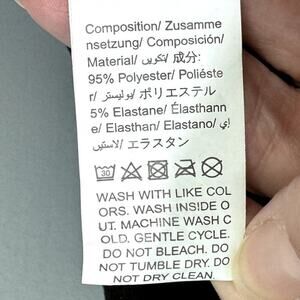 Composition/ Zusamme
nsetzung/ Composición/
Material/ تكوين/ 成分:
95% Polyester/ Poliéste
r/ بوليستر/ ポリエステル
5% Elastane/ Élasthann
e/ Elasthan/ Elastano/ إي
لاستين/ エラスタン
30
WASH WITH LIKE COL
ORS. WASH INSIDE O
UT. MACHINE WASH C
OLD. GENTLE CYCLE.
DO NOT BLEACH. DO
NOT TUMBLE DRY. DO
NOT DRY CLEAN.